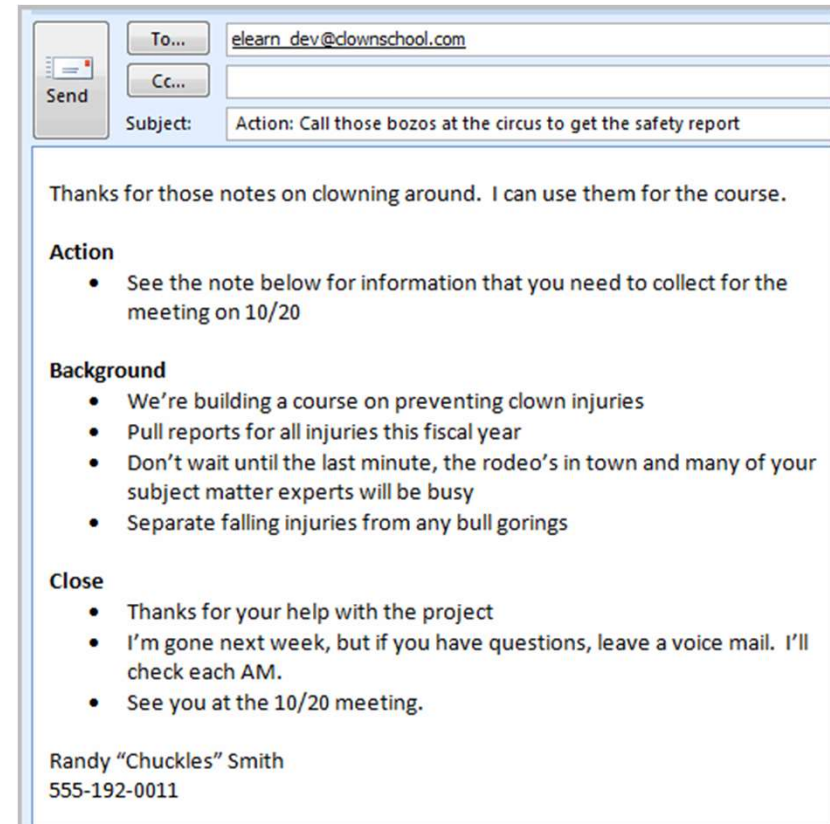 To...
elearn_dev@clownschool.com
Cc...
Send
Subject:
Action: Call those bozos at the circus to get the safety report
Thanks for those notes on clowning around.  I can use them for the course.
Action
• See the note below for information that you need to collect for the
meeting on 10/20
Background
• We're building a course on preventing clown injuries
• Pull reports for all injuries this fiscal year
• Don't wait until the last minute, the rodeo's in town and many of your
subject matter experts will be busy
• Separate falling injuries from any bull gorings
Close
• Thanks for your help with the project
• I'm gone next week, but if you have questions, leave a voice mail.  I'll
check each AM.
• See you at the 10/20 meeting.
Randy “Chuckles” Smith
555-192-0011